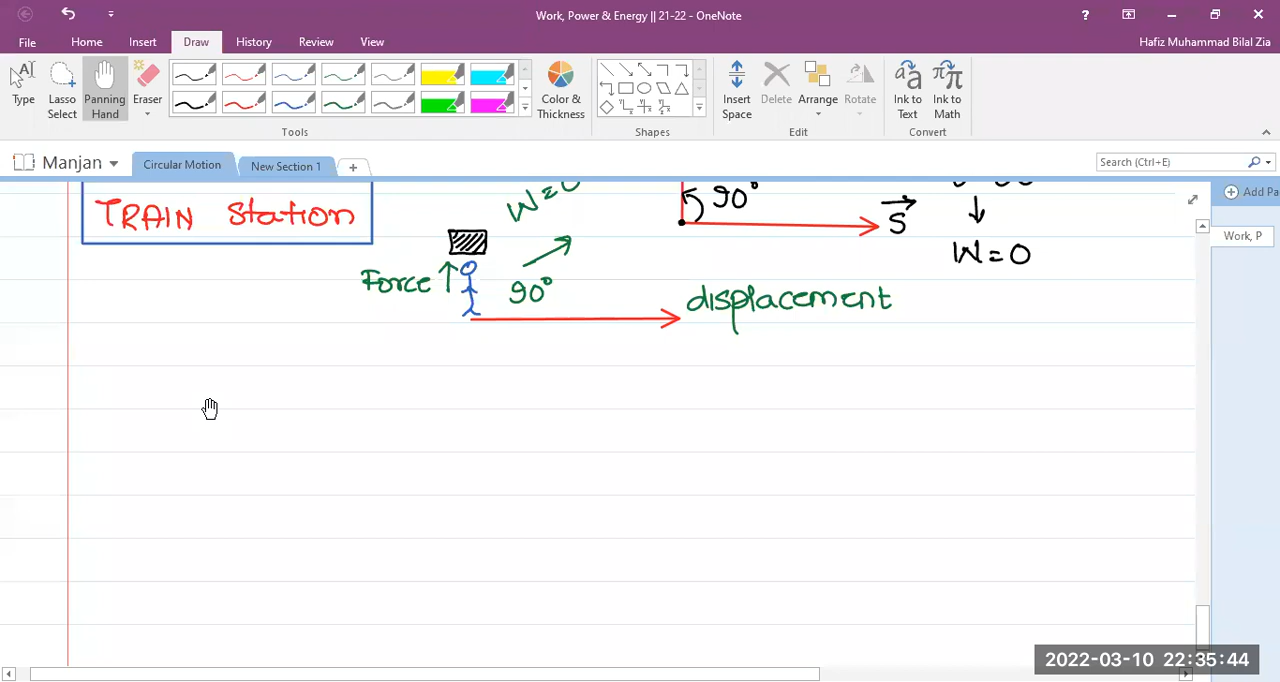 Work, Power & Energy || 21-22 - OneNote
?
File Home Insert Draw History Review View
Hafiz Muhammad Bilal Zia
Type
Lasso Select
Panning Hand
Eraser
Color & Thickness
Insert Space
Delete
Arrange
Rotate
Ink to Text
Ink to Math
Tools
Shapes
Edit
Convert
Manjan
Circular Motion
New Section 1
Search (Ctrl+E)
Add Pa
Work, P
TRAIN Station
W=0
90°
S
W=0
Force
90°
displacement
2022-03-10 22:35:44